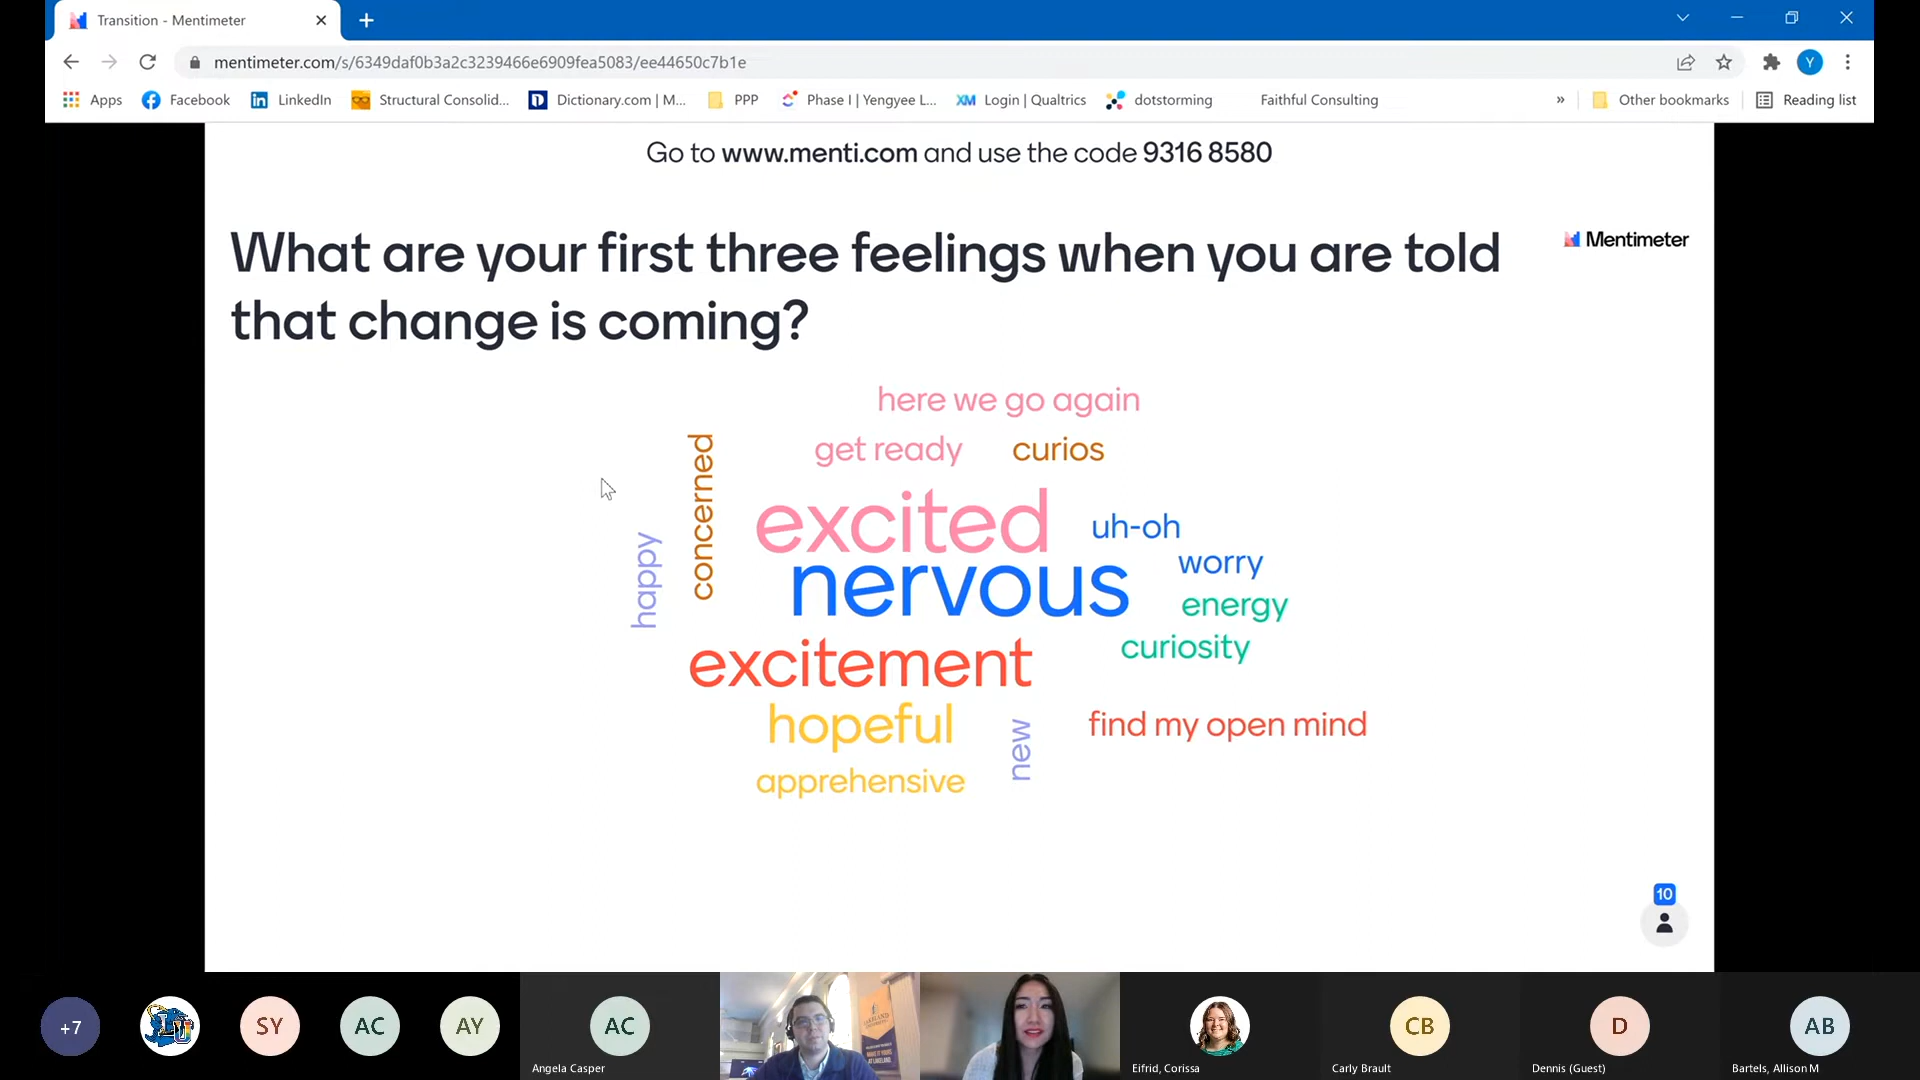 Transition - Mentimeter
mentimeter.com/s/6349daf0b3a2c3239466e6909fea5083/ee44650c7b1e
Y
Apps
Facebook
LinkedIn
Structural Consolid...
Dictionary.com | M...
PPP
Phase I | Yengyee L...
XM Login | Qualtrics
dotstorming
Faithful Consulting
»
Other bookmarks
Reading list
Go to www.menti.com and use the code 9316 8580
What are your first three feelings when you are told
that change is coming?
Mentimeter
here we go again
get ready
curios
concerned
happy
excited
uh-oh
nervous
worry
energy
curiosity
excitement
hopeful
new
find my open mind
apprehensive
10
+7
LU
SY
AC
AY
AC
Angela Casper
Eifrid, Corissa
CB
Carly Brault
D
Dennis (Guest)
AB
Bartels, Allison M